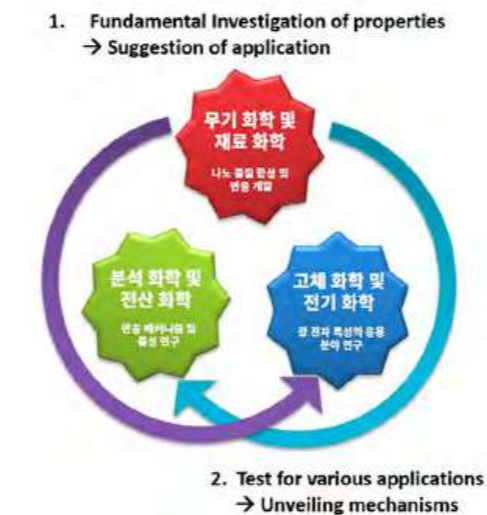 1. Fundamental Investigation of properties
→ Suggestion of application
무기 화학 및
재료 화학
나노 물질 합성 및
반응 개발
분석 화학 및
전산 화학
반응 메커니즘 및
물성 연구
고체 화학 및
전기 화학
광 전자 특성의 응용
분야 연구
2. Test for various applications
→ Unveiling mechanisms